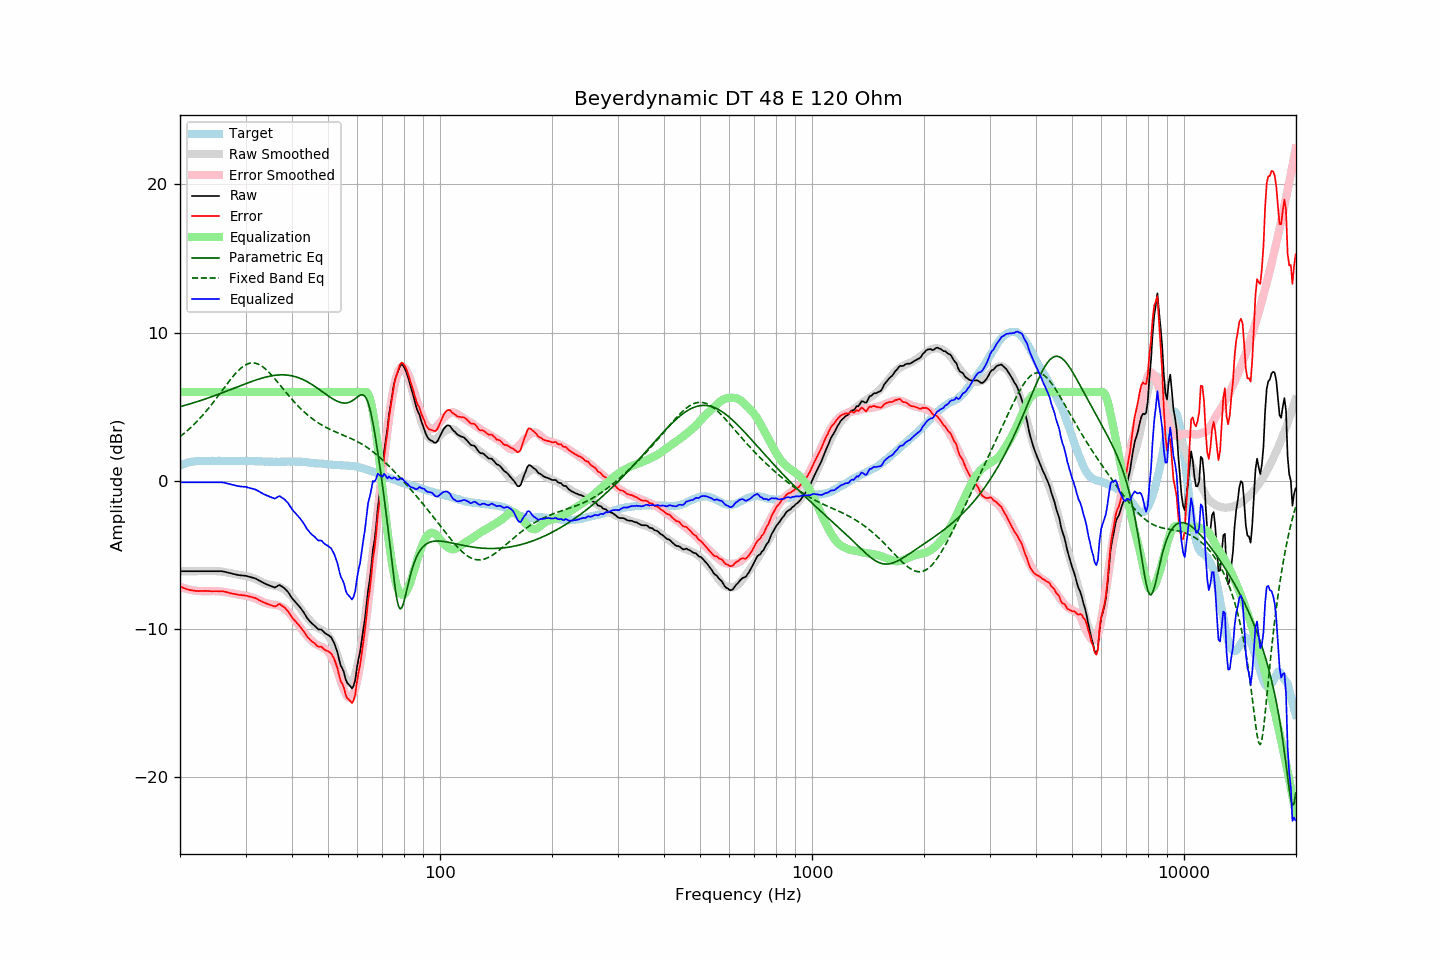 Beyerdynamic DT 48 E 120 Ohm
Target
Raw Smoothed
Error Smoothed
Raw
Error
Equalization
Parametric Eq
Fixed Band Eq
Equalized
Amplitude (dBr)
20
10
0
−10
−20
100
1000
10000
Frequency (Hz)